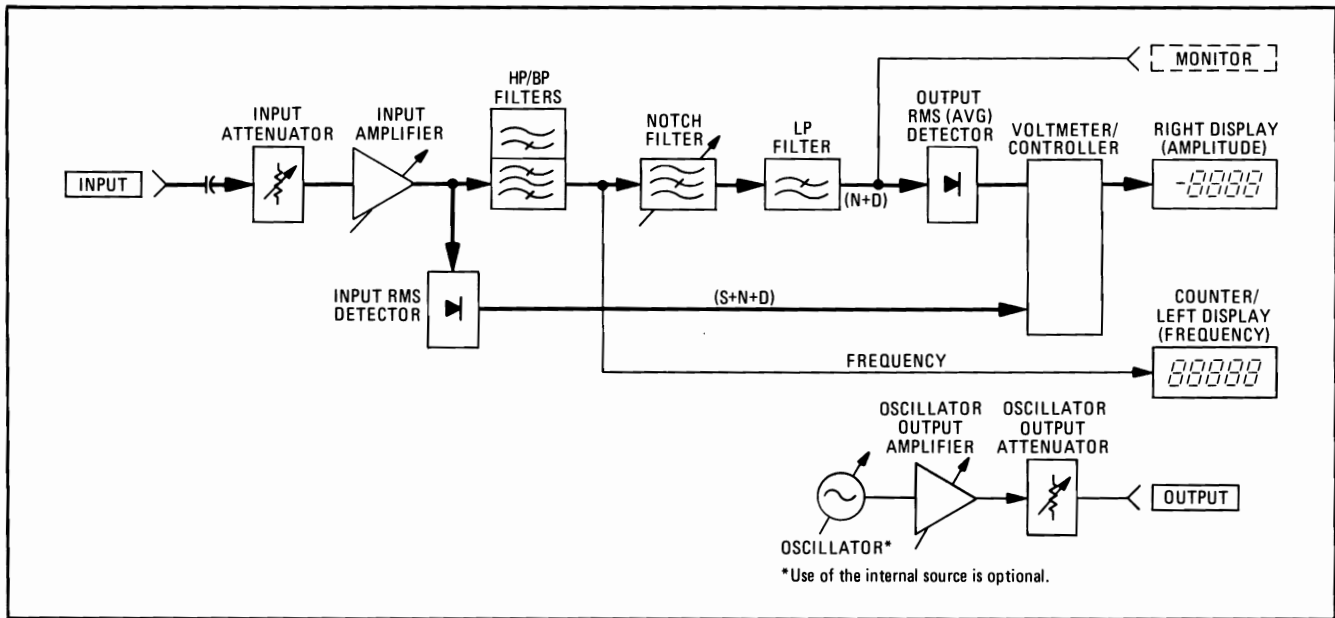 MONITOR
HP/BP
FILTERS
INPUT
ATTENUATOR
INPUT
AMPLIFIER
NOTCH
FILTER
LP
FILTER
OUTPUT
RMS (AVG)
DETECTOR
VOLTMETER/
CONTROLLER
RIGHT DISPLAY
(AMPLITUDE)
INPUT
(N+D)
-8888
INPUT RMS
DETECTOR
(S+N+D)
COUNTER/
LEFT DISPLAY
(FREQUENCY)
FREQUENCY
88888
OSCILLATOR
OUTPUT
AMPLIFIER
OSCILLATOR
OUTPUT
ATTENUATOR
OUTPUT
OSCILLATOR*
*Use of the internal source is optional.